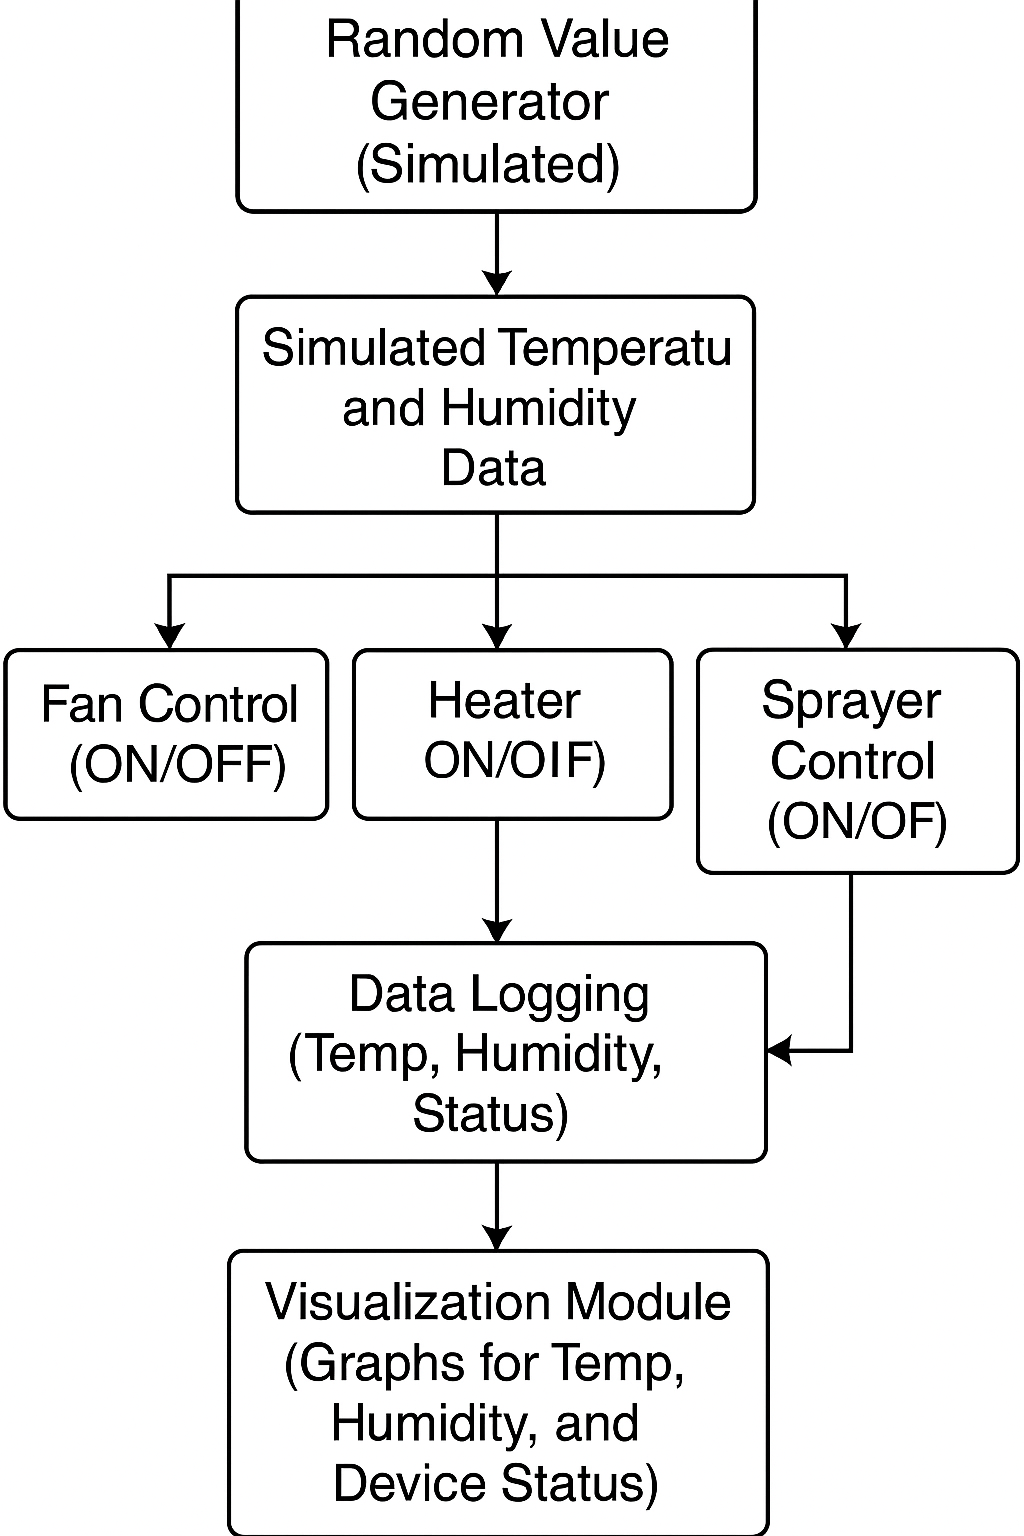 Random Value
Generator
(Simulated)
Simulated Temperatu
and Humidity
Data
Fan Control
(ON/OFF)
Heater
ON/OIF)
Sprayer
Control
(ON/OF)
Data Logging
(Temp, Humidity,
Status)
Visualization Module
(Graphs for Temp,
Humidity, and
Device Status)